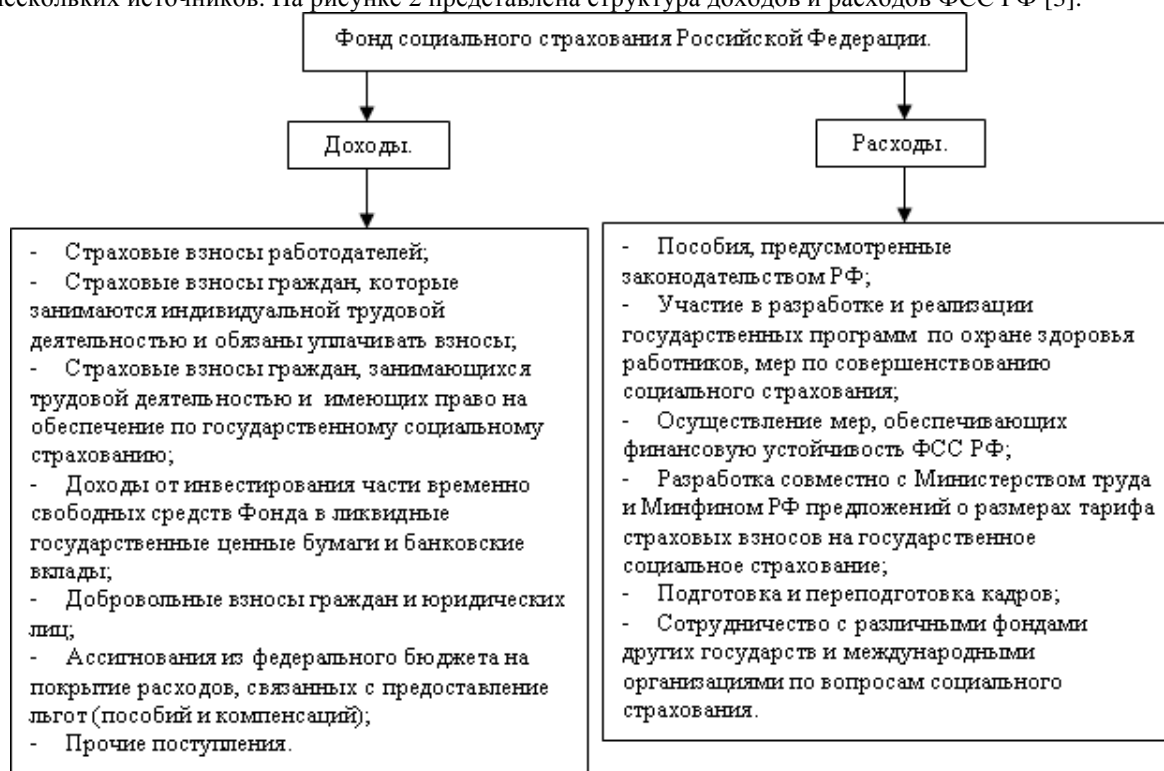 нескольких источников. На рисунке 2 представлена структура доходов и расходов ФСС РФ [3].
Фонд социального страхования Российской Федерации.
Доходы.
Расходы.
- Страховые взносы работодателей;
- Страховые взносы граждан, которые
занимаются индивидуальной трудовой
деятельностью и обязаны уплачивать взносы;
- Страховые взносы граждан, занимающихся
трудовой деятельностью и имеющих право на
обеспечение по государственному социальному
страхованию;
- Доходы от инвестирования части временно
свободных средств Фонда в ликвидные
государственные ценные бумаги и банковские
вклады;
- Добровольные взносы граждан и юридических
лиц;
- Ассигнования из федерального бюджета на
покрытие расходов, связанных с предоставление
льгот (пособий и компенсаций);
- Прочие поступления.
- Пособия, предусмотренные
законодательством РФ;
- Участие в разработке и реализации
государственных программ по охране здоровья
работников, мер по совершенствованию
социального страхования;
- Осуществление мер, обеспечивающих
финансовую устойчивость ФСС РФ;
- Разработка совместно с Министерством труда
и Минфином РФ предложений о размерах тарифа
страховых взносов на государственное
социальное страхование;
- Подготовка и переподготовка кадров;
- Сотрудничество с различными фондами
других государств и международными
организациями по вопросам социального
страхования.